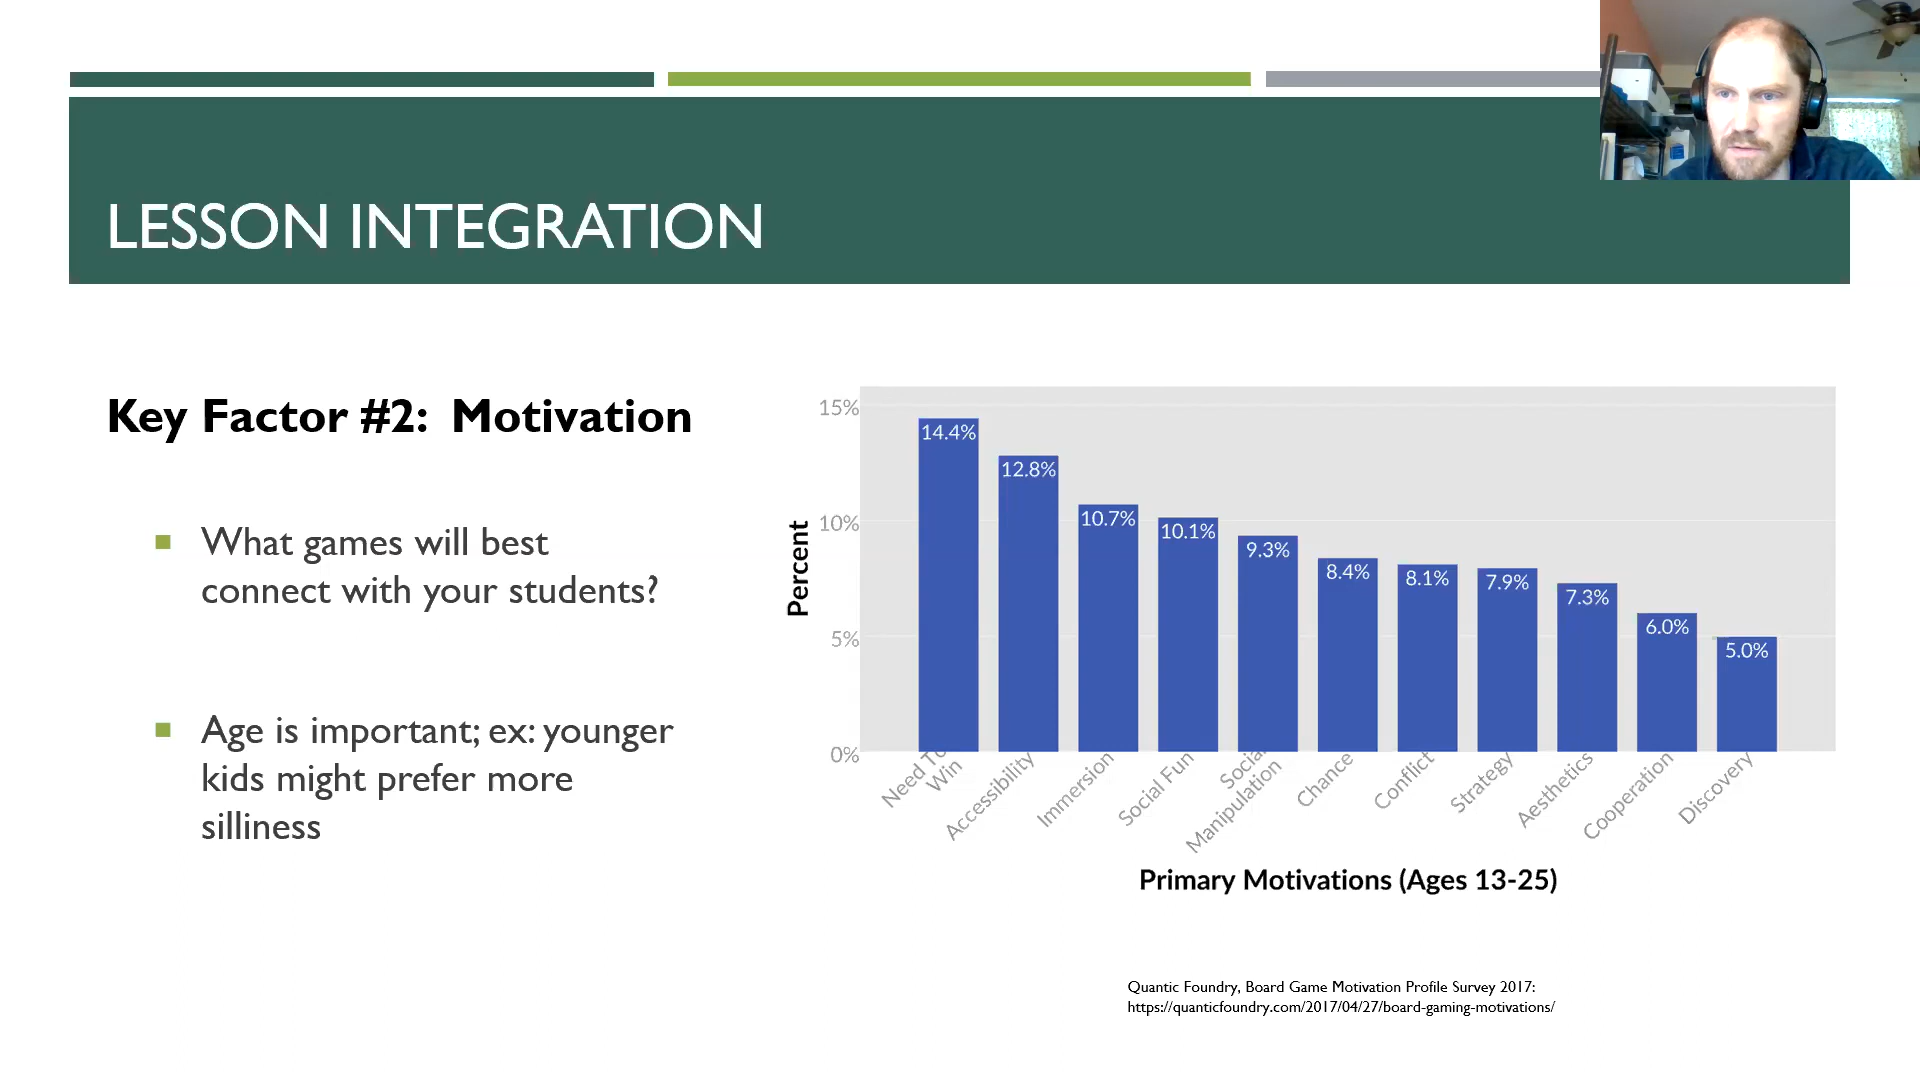 LESSON INTEGRATION
Key Factor #2: Motivation
What games will best
connect with your students?
Age is important; ex: younger
kids might prefer more
silliness
Percent
15%
10%
5%
0%
14.4%
12.8%
10.7%
10.1%
9.3%
8.4%
8.1%
7.9%
7.3%
6.0%
5.0%
Need To
Win
Accessibility
Immersion
Social Fun
Social
Manipulation
Chance
Conflict
Strategy
Aesthetics
Cooperation
Discovery
Primary Motivations (Ages 13-25)
Quantic Foundry, Board Game Motivation Profile Survey 2017:
https://quanticfoundry.com/2017/04/27/board-gaming-motivations/